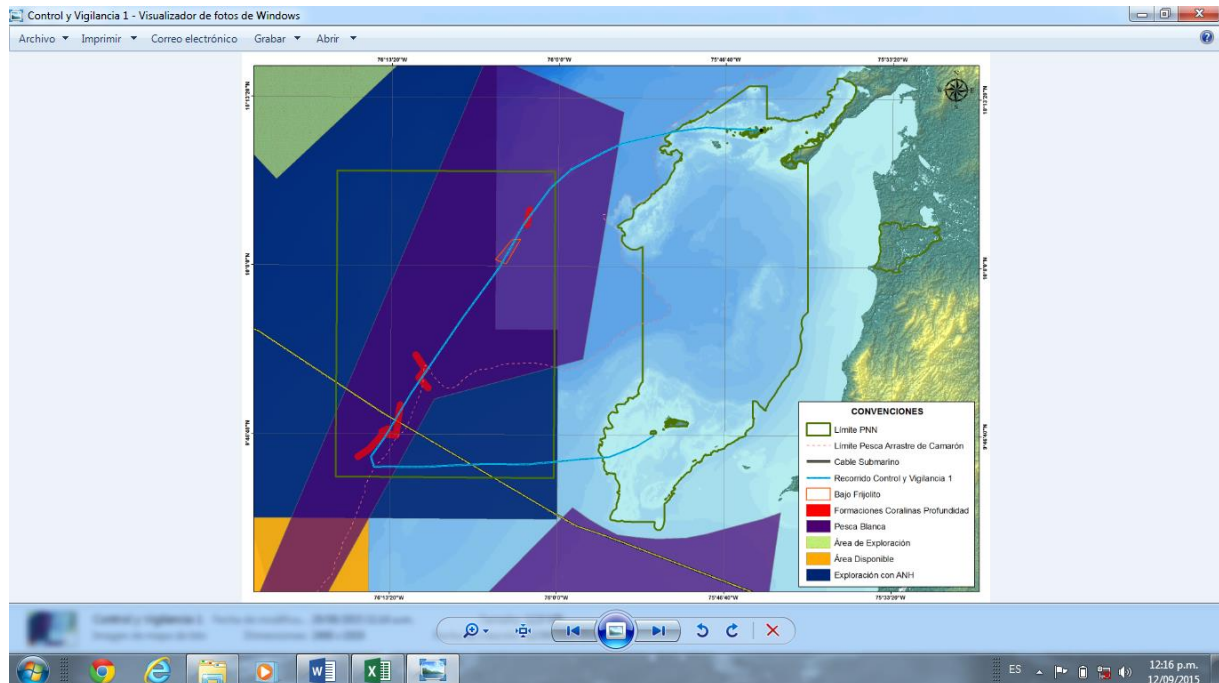 Control y Vigilancia 1 - Visualizador de fotos de Windows
Archivo Imprimir Correo electrónico Grabar Abrir
76°13'20"W 76°0'0"W 75°46'40"W 75°33'20"W
CONVENCIONES
Límite PNN
Límite Pesca Arrastre de Camarón
Cable Submarino
Recorrido Control y Vigilancia 1
Bajo Frijolito
Formaciones Coralinas Profundidad
Pesca Blanca
Área de Exploración
Área Disponible
Exploración con ANH
76°13'20"W 76°0'0"W 75°46'40"W 75°33'20"W
Control y Vigilancia 1
ES
12:16 p.m.
12/09/2015